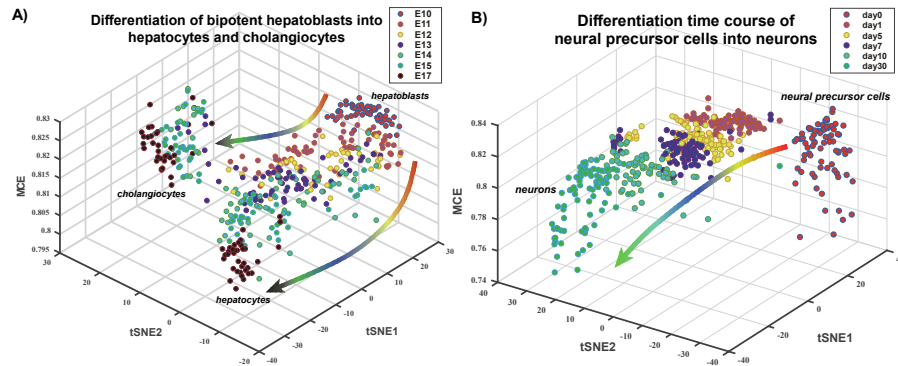 A)
Differentiation of bipotent hepatoblasts into
hepatocytes and cholangiocytes
E10
E11
E12
E13
E14
E15
E17
hepatoblasts
cholangiocytes
hepatocytes
MCE
0.83
0.825
0.82
0.815
0.81
0.805
0.8
0.795
30
20
10
0
-10
-20
tSNE2
-40
-30
-20
-10
0
10
20
30
tSNE1
B)
Differentiation time course of
neural precursor cells into neurons
day0
day1
day5
day7
day10
day30
neural precursor cells
neurons
MCE
0.84
0.82
0.8
0.78
0.76
0.74
40
30
20
10
0
-10
-20
-30
-40
tSNE2
-40
-20
0
20
tSNE1